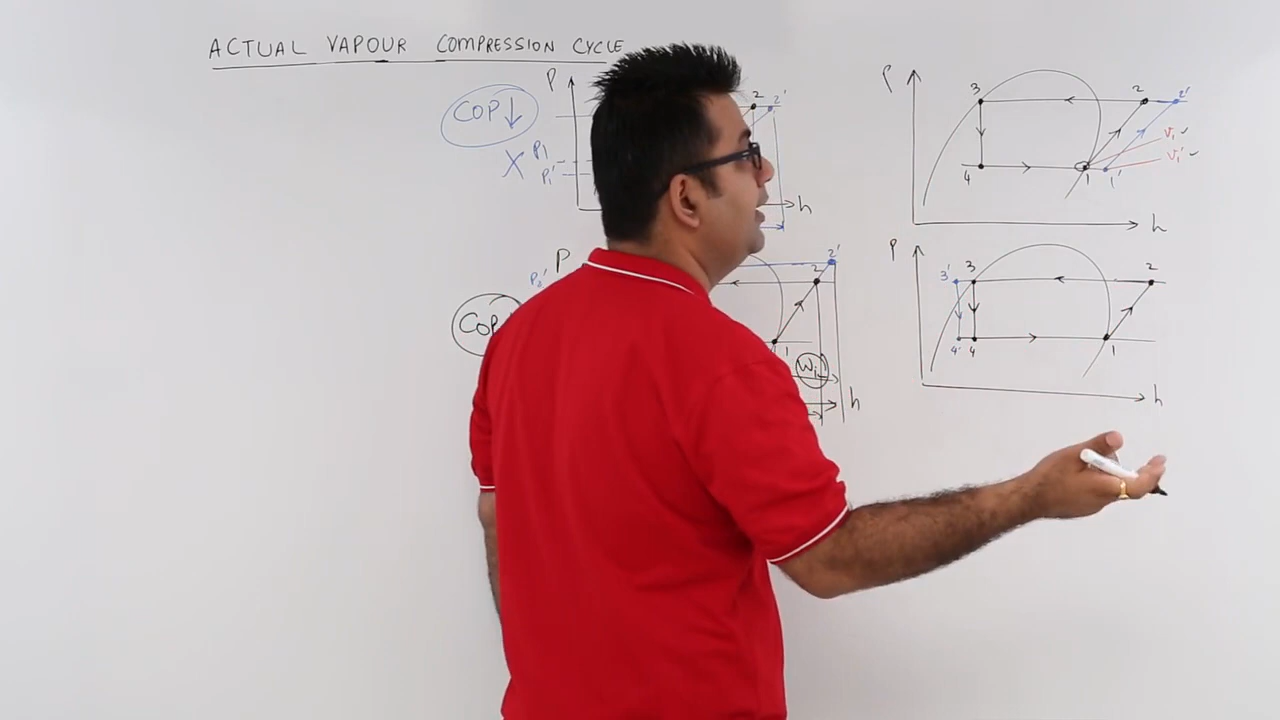 ACTUAL VAPOUR COMPRESSION CYCLE
P
COP↓
X P1
P1'
2 2'
h
P
P2'
COP
2'
2
1
Win
h
P
3 2 2'
V1 ✓
V1' ✓
4 1 1'
h
P
3' 3 2
4' 4 1
h